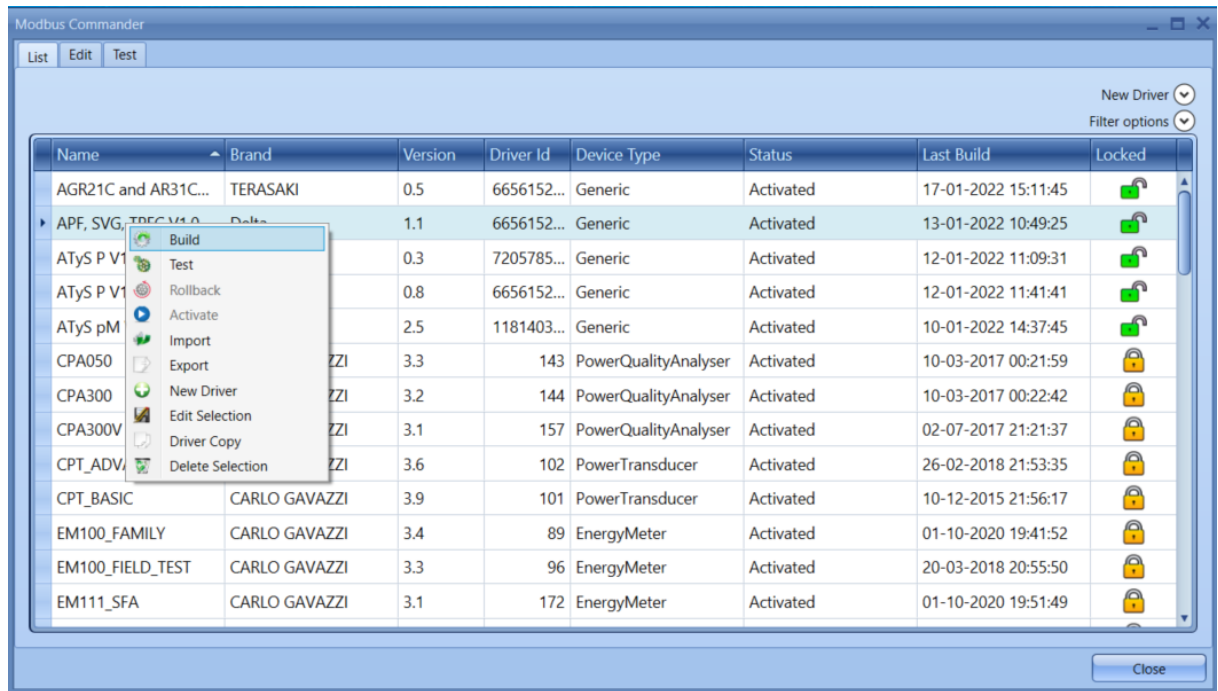 Modbus Commander
List Edit Test
New Driver
Filter options
Name Brand Version Driver Id Device Type Status Last Build Locked
AGR21C and AR31C... TERASAKI 0.5 6656152... Generic Activated 17-01-2022 15:11:45
APF, SVG, TPFC V1.0 Delta 1.1 6656152... Generic Activated 13-01-2022 10:49:25
Build
ATyS P V1 0.3 7205785... Generic Activated 12-01-2022 11:09:31
Test
ATyS P V1 0.8 6656152... Generic Activated 12-01-2022 11:41:41
Rollback
Activate
ATyS pM 2.5 1181403... Generic Activated 10-01-2022 14:37:45
Import
CPA050 ZZI 3.3 143 PowerQualityAnalyser Activated 10-03-2017 00:21:59
Export
CPA300 ZZI 3.2 144 PowerQualityAnalyser Activated 10-03-2017 00:22:42
New Driver
Edit Selection
CPA300V ZZI 3.1 157 PowerQualityAnalyser Activated 02-07-2017 21:21:37
Driver Copy
CPT_ADV ZZI 3.6 102 PowerTransducer Activated 26-02-2018 21:53:35
Delete Selection
CPT_BASIC CARLO GAVAZZI 3.9 101 PowerTransducer Activated 10-12-2015 21:56:17
EM100_FAMILY CARLO GAVAZZI 3.4 89 EnergyMeter Activated 01-10-2020 19:41:52
EM100_FIELD_TEST CARLO GAVAZZI 3.3 96 EnergyMeter Activated 20-03-2018 20:55:50
EM111_SFA CARLO GAVAZZI 3.1 172 EnergyMeter Activated 01-10-2020 19:51:49
Close